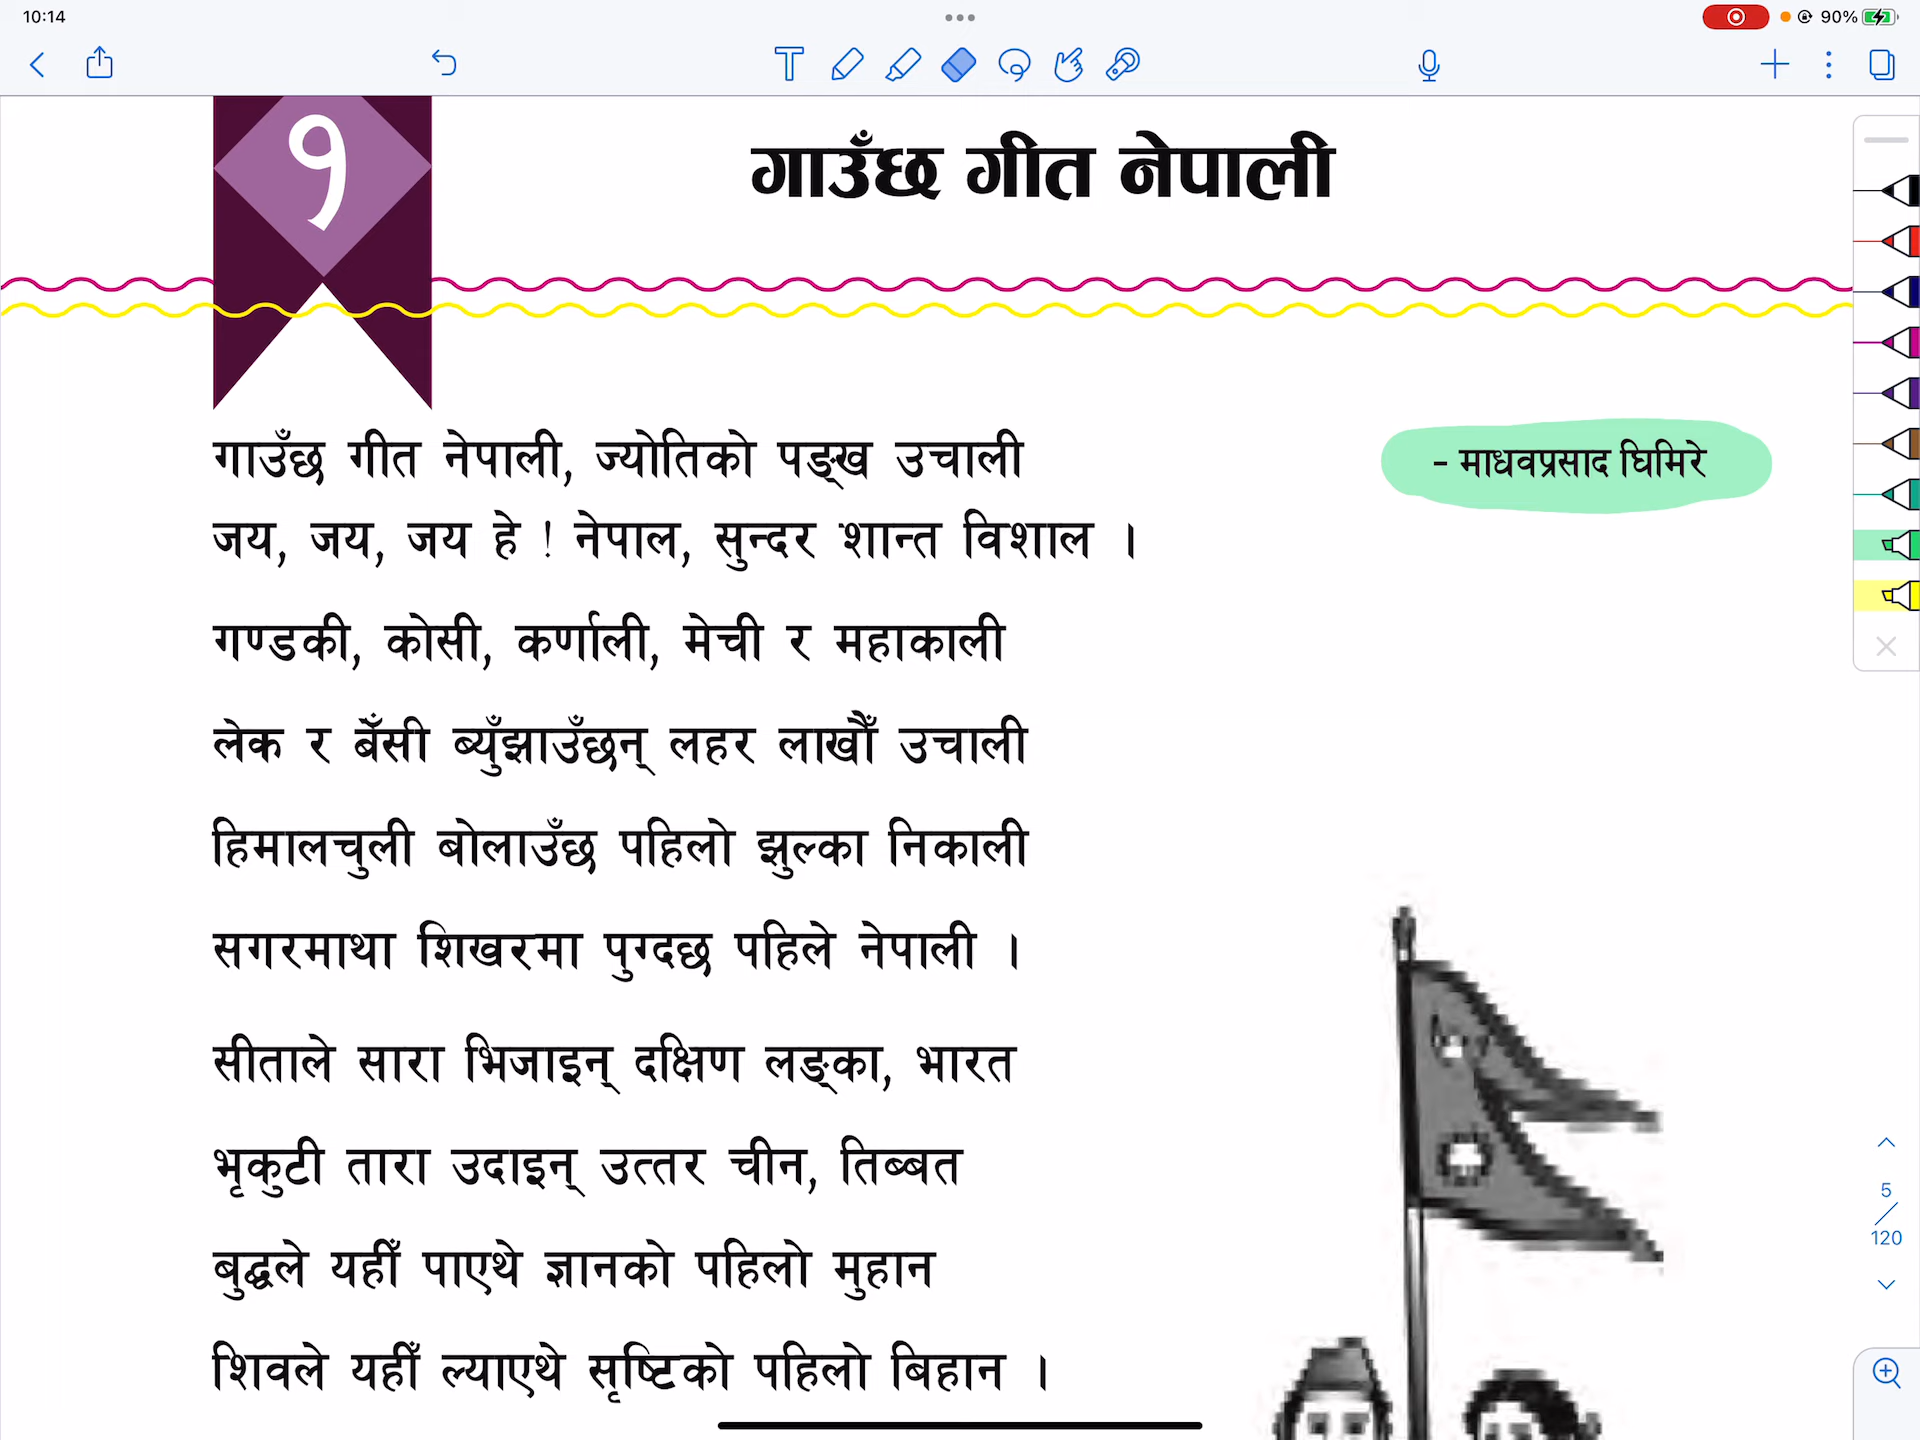 10:14
90%
१
गाउँछ गीत नेपाली
गाउँछ गीत नेपाली, ज्योतिको पङ्ख उचाली
- माधवप्रसाद घिमिरे
जय, जय, जय हे ! नेपाल, सुन्दर शान्त विशाल ।
गण्डकी, कोसी, कर्णाली, मेची र महाकाली
लेक र बेँसी ब्युँझाउँछन् लहर लाखौँ उचाली
हिमालचुली बोलाउँछ पहिलो झुल्का निकाली
सगरमाथा शिखरमा पुग्दछ पहिले नेपाली ।
सीताले सारा भिजाइन् दक्षिण लङ्का, भारत
भृकुटी तारा उदाइन् उत्तर चीन, तिब्बत
बुद्धले यहीँ पाएथे ज्ञानको पहिलो मुहान
शिवले यहीँ ल्याएथे सृष्टिको पहिलो बिहान ।
5
/
120